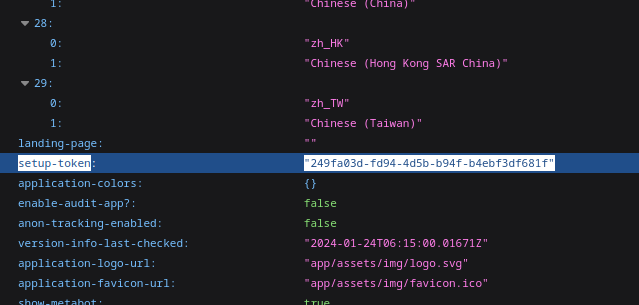 1: "Chinese (China)"
28:
0: "zh_HK"
1: "Chinese (Hong Kong SAR China)"
29:
0: "zh_TW"
1: "Chinese (Taiwan)"
landing-page: ""
setup-token: "249fa03d-fd94-4d5b-b94f-b4ebf3df681f"
application-colors: {}
enable-audit-app?: false
anon-tracking-enabled: false
version-info-last-checked: "2024-01-24T06:15:00.01671Z"
application-logo-url: "app/assets/img/logo.svg"
application-favicon-url: "app/assets/img/favicon.ico"
show-metabot: true